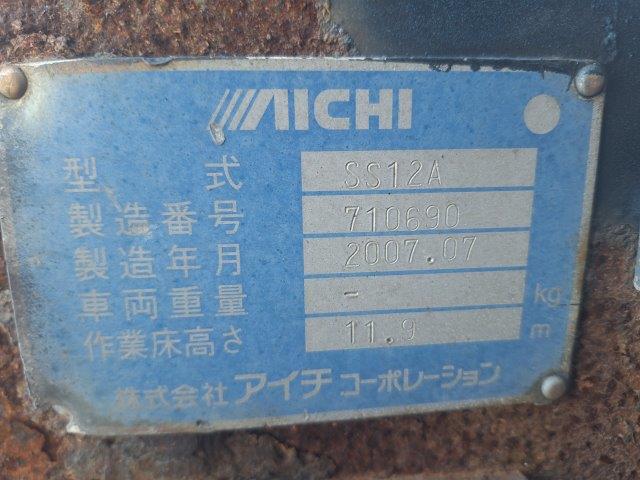 AICHI
型式 SS12A
製造番号 710690
製造年月 2007.07
車両重量 - kg
作業床高さ 11.9 m
株式会社 アイチ コーポレーション